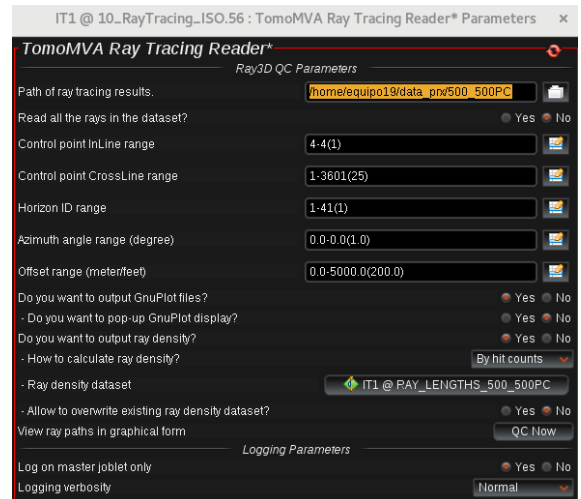 IT1 @ 10_RayTracing_ISO.56 : TomoMVA Ray Tracing Reader* Parameters ×
TomoMVA Ray Tracing Reader*
Ray3D QC Parameters
Path of ray tracing results. /home/equipo19/data_prx/500_500PC
Read all the rays in the dataset? Yes No
Control point InLine range 4-4(1)
Control point CrossLine range 1-3601(25)
Horizon ID range 1-41(1)
Azimuth angle range (degree) 0.0-0.0(1.0)
Offset range (meter/feet) 0.0-5000.0(200.0)
Do you want to output GnuPlot files? Yes No
- Do you want to pop-up GnuPlot display? Yes No
Do you want to output ray density? Yes No
- How to calculate ray density? By hit counts
- Ray density dataset IT1 @ RAY_LENGTHS_500_500PC
- Allow to overwrite existing ray density dataset? Yes No
View ray paths in graphical form QC Now
Logging Parameters
Log on master joblet only Yes No
Logging verbosity Normal